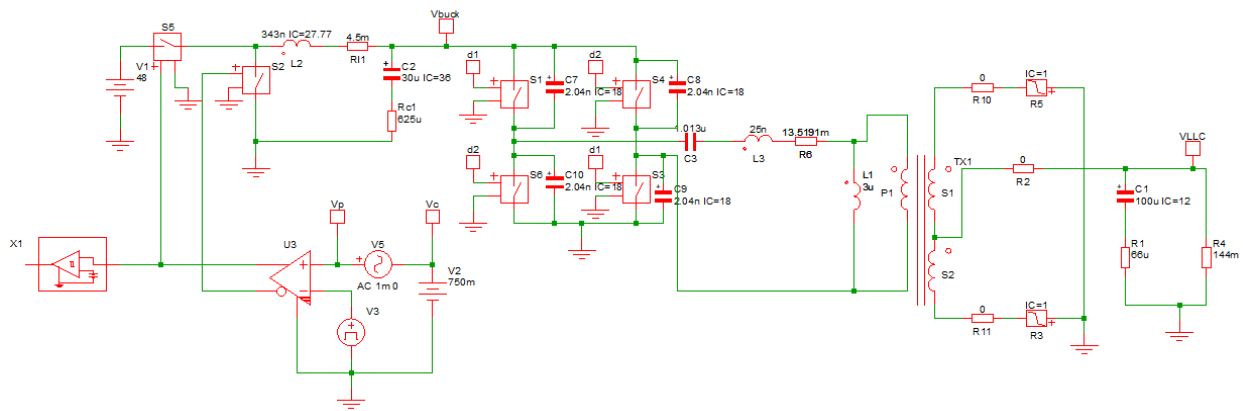 Vbuck
S5
343n IC=27.77
4.5m
L2
Rl1
V1
48
S2
C2
30u IC=36
Rc1
625u
d1
S1
C7
2.04n IC=18
d2
S4
C8
2.04n IC=18
1.013u
C3
25n
L3
13.5191m
R6
d2
S6
C10
2.04n IC=18
d1
S3
C9
2.04n IC=18
L1
3u
P1
TX1
S1
S2
0
R10
IC=1
R5
0
R2
VLLC
C1
100u IC=12
R1
66u
R4
144m
0
R11
IC=1
R3
X1
U3
Vp
Vc
V5
AC 1m 0
V2
750m
V3